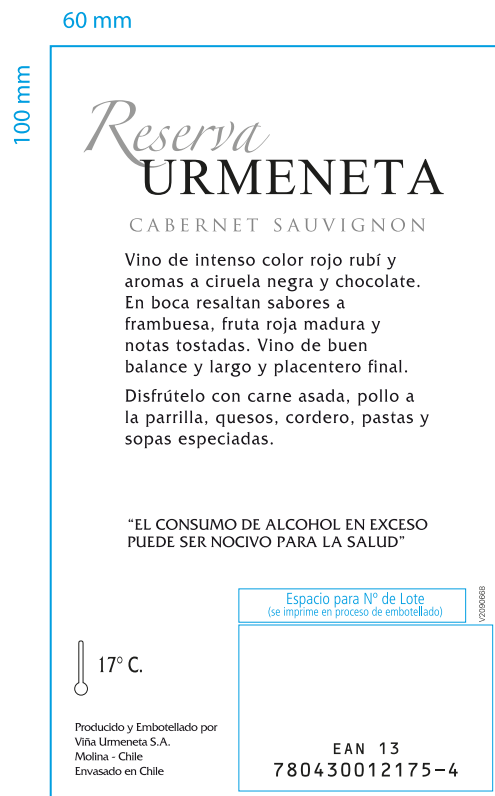 60 mm
100 mm
Reserva
URMENETA
CABERNET SAUVIGNON
Vino de intenso color rojo rubí y
aromas a ciruela negra y chocolate.
En boca resaltan sabores a
frambuesa, fruta roja madura y
notas tostadas. Vino de buen
balance y largo y placentero final.
Disfrútelo con carne asada, pollo a
la parrilla, quesos, cordero, pastas y
sopas especiadas.
“EL CONSUMO DE ALCOHOL EN EXCESO
PUEDE SER NOCIVO PARA LA SALUD”
Espacio para Nº de Lote
(se imprime en proceso de embotellado)
V2090668
17° C.
Producido y Embotellado por
Viña Urmeneta S.A.
Molina - Chile
Envasado en Chile
EAN 13
780430012175-4